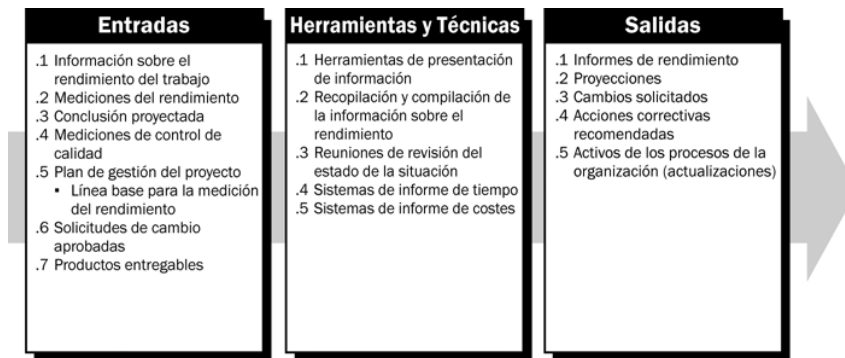 Entradas
.1 Información sobre el
rendimiento del trabajo
.2 Mediciones del rendimiento
.3 Conclusión proyectada
.4 Mediciones de control de
calidad
.5 Plan de gestión del proyecto
▪ Línea base para la medición
del rendimiento
.6 Solicitudes de cambio
aprobadas
.7 Productos entregables
Herramientas y Técnicas
.1 Herramientas de presentación
de información
.2 Recopilación y compilación de
la información sobre el
rendimiento
.3 Reuniones de revisión del
estado de la situación
.4 Sistemas de informe de tiempo
.5 Sistemas de informe de costes
Salidas
.1 Informes de rendimiento
.2 Proyecciones
.3 Cambios solicitados
.4 Acciones correctivas
recomendadas
.5 Activos de los procesos de la
organización (actualizaciones)